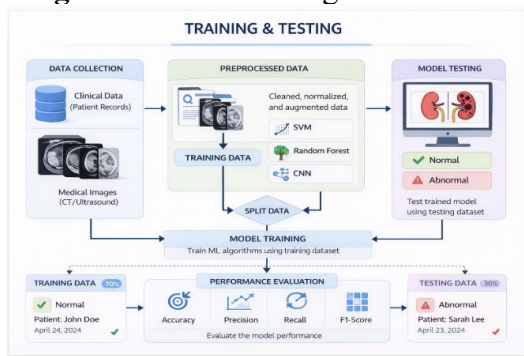 TRAINING & TESTING
DATA COLLECTION
Clinical Data
(Patient Records)
Medical Images
(CT/Ultrasound)
PREPROCESSED DATA
Cleaned, normalized,
and augmented data
SVM
Random Forest
CNN
TRAINING DATA
MODEL TESTING
Normal
Abnormal
Test trained model
using testing dataset
SPLIT DATA
MODEL TRAINING
Train ML algorithms using training dataset
TRAINING DATA 70%
Normal
Patient: John Doe
April 24, 2024
PERFORMANCE EVALUATION
Accuracy
Precision
Recall
F1-Score
Evaluate the model performance
TESTING DATA 30%
Abnormal
Patient: Sarah Lee
April 23, 2024